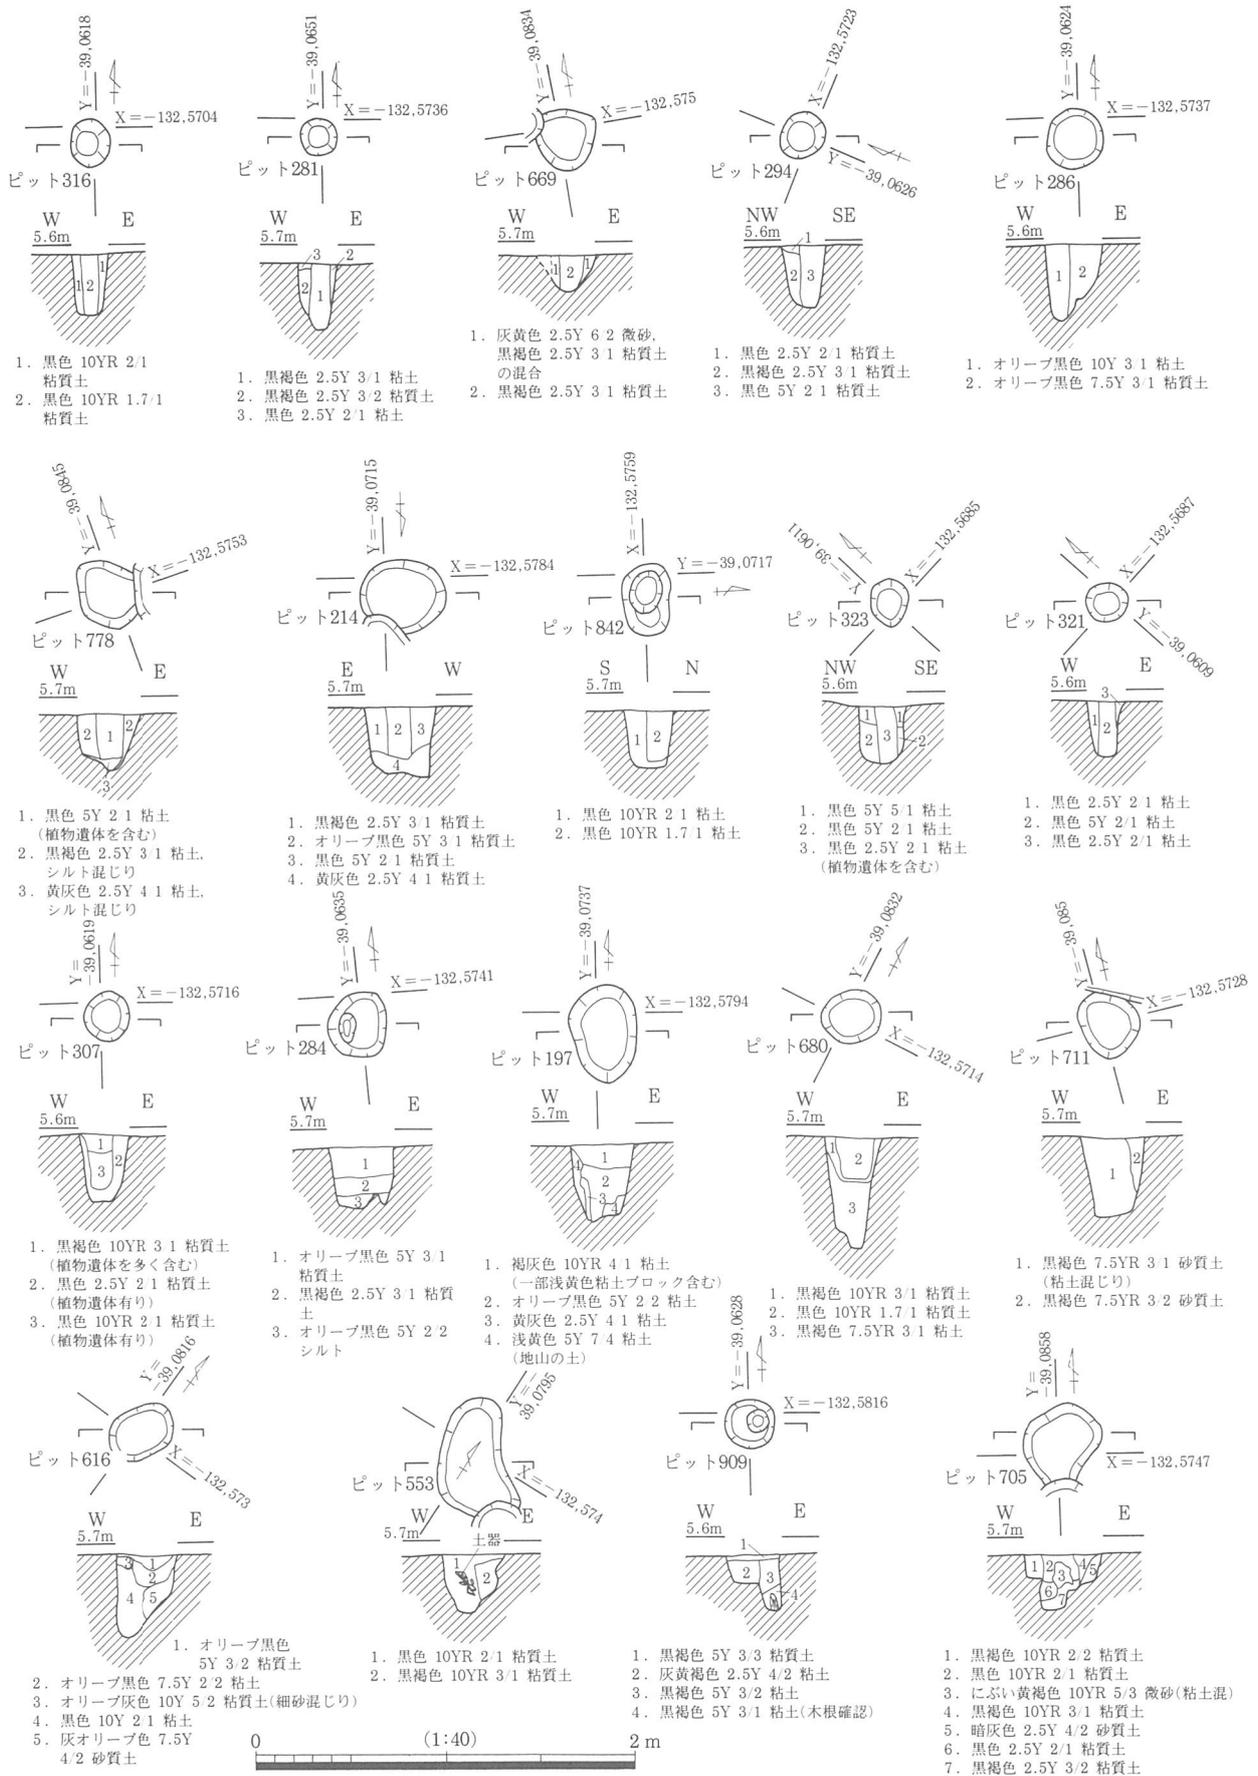 Y=−39,0618
X=−132,5704
ピット316
W E
5.6m
1 2 1
1. 黒色 10YR 2/1
粘質土
2. 黒色 10YR 1.7/1
粘質土
Y=−39,0651
X=−132,5736
ピット281
W E
5.7m
3 2
2 1
1. 黒褐色 2.5Y 3/1 粘土
2. 黒褐色 2.5Y 3/2 粘質土
3. 黒色 2.5Y 2/1 粘土
Y=−39,0834
X=−132,575
ピット669
W E
5.7m
1 2 1
1. 灰黄色 2.5Y 6 2 微砂,
黒褐色 2.5Y 3 1 粘質土
の混合
2. 黒褐色 2.5Y 3 1 粘質土
X=−132,5723
Y=−39,0626
ピット294
NW SE
5.6m
1
2 3
1. 黒色 2.5Y 2/1 粘質土
2. 黒褐色 2.5Y 3 1 粘質土
3. 黒色 5Y 2 1 粘質土
Y=−39,0624
X=−132,5737
ピット286
W E
5.6m
1 2
1. オリーブ黒色 10Y 3 1 粘土
2. オリーブ黒色 7.5Y 3/1 粘質土
Y=−39,0845
X=−132,5753
ピット778
W E
5.7m
2 1 2
3
1. 黒色 5Y 2 1 粘土
(植物遺体を含む)
2. 黒褐色 2.5Y 3/1 粘土,
シルト混じり
3. 黄灰色 2.5Y 4 1 粘土,
シルト混じり
Y=−39,0715
X=−132,5784
ピット214
E W
5.7m
1 2 3
4
1. 黒褐色 2.5Y 3/1 粘質土
2. オリーブ黒色 5Y 3 1 粘質土
3. 黒色 5Y 2 1 粘質土
4. 黄灰色 2.5Y 4 1 粘質土
X=−132,5759
Y=−39,0717
ピット842
S N
5.7m
1 2
1. 黒色 10YR 2 1 粘土
2. 黒色 10YR 1.7/1 粘土
Y=−39,0611
X=−132,5685
ピット323
NW SE
5.6m
1 1
2 3 2
1. 黒色 5Y 5/1 粘土
2. 黒色 5Y 2 1 粘土
3. 黒色 2.5Y 2 1 粘土
(植物遺体を含む)
X=−132,5687
Y=−39,0609
ピット321
W E
5.6m
3
1 2
1. 黒色 2.5Y 2 1 粘土
2. 黒色 5Y 2/1 粘土
3. 黒色 2.5Y 2/1 粘土
Y=
−39,0619
X=−132,5716
ピット307
W E
5.6m
1
3 2
1. 黒褐色 10YR 3 1 粘質土
(植物遺体を多く含む)
2. 黒色 2.5Y 2/1 粘質土
(植物遺体有り)
3. 黒色 10YR 2 1 粘質土
(植物遺体有り)
Y=−39,0635
X=−132,5741
ピット284
W E
5.7m
1
2
3
1. オリーブ黒色 5Y 3/1
粘質土
2. 黒褐色 2.5Y 3 1 粘質
土
3. オリーブ黒色 5Y 2/2
シルト
Y=−39,0737
X=−132,5794
ピット197
W E
5.7m
1
4 2
3 4
1. 褐灰色 10YR 4/1 粘土
(一部浅黄色粘土ブロック含む)
2. オリーブ黒色 5Y 2 2 粘土
3. 黄灰色 2.5Y 4 1 粘土
4. 浅黄色 5Y 7 4 粘土
(地山の土)
Y=−39,0832
X=−132,5714
ピット680
W E
5.7m
1 2
3
1. 黒褐色 10YR 3/1 粘質土
2. 黒色 10YR 1.7/1 粘質土
3. 黒褐色 7.5YR 3/1 粘土
Y=−39,085
X=−132,5728
ピット711
W E
5.7m
1 2
1. 黒褐色 7.5YR 3/1 砂質土
(粘土混じり)
2. 黒褐色 7.5YR 3/2 砂質土
Y=
−39,0816
X=−132,573
ピット616
W E
5.7m
3 1
2
4 5
1. オリーブ黒色
5Y 3/2 粘質土
2. オリーブ黒色 7.5Y 2/2 粘土
3. オリーブ灰色 10Y 5/2 粘質土(細砂混じり)
4. 黒色 10Y 2 1 粘土
5. 灰オリーブ色 7.5Y
4/2 砂質土
Y=−
39,0795
X=−132,574
ピット553
W E
5.7m
土器
1 2
1. 黒色 10YR 2/1 粘質土
2. 黒褐色 10YR 3/1 粘質土
Y=−39,0628
X=−132,5816
ピット909
W E
5.6m
1
2 3
4
1. 黒褐色 5Y 3/3 粘質土
2. 灰黄褐色 2.5Y 4/2 粘土
3. 黒褐色 5Y 3/2 粘土
4. 黒褐色 5Y 3/1 粘土(木根確認)
Y=
−39,0858
X=−132,5747
ピット705
W E
5.7m
1 2 3 4 5
6 7
1. 黒褐色 10YR 2/2 粘質土
2. 黒色 10YR 2/1 粘質土
3. にぶい黄褐色 10YR 5/3 微砂(粘土混)
4. 黒褐色 10YR 3/1 粘質土
5. 暗灰色 2.5Y 4/2 砂質土
6. 黒色 2.5Y 2/1 粘質土
7. 黒褐色 2.5Y 3/2 粘質土
0 (1:40) 2 m